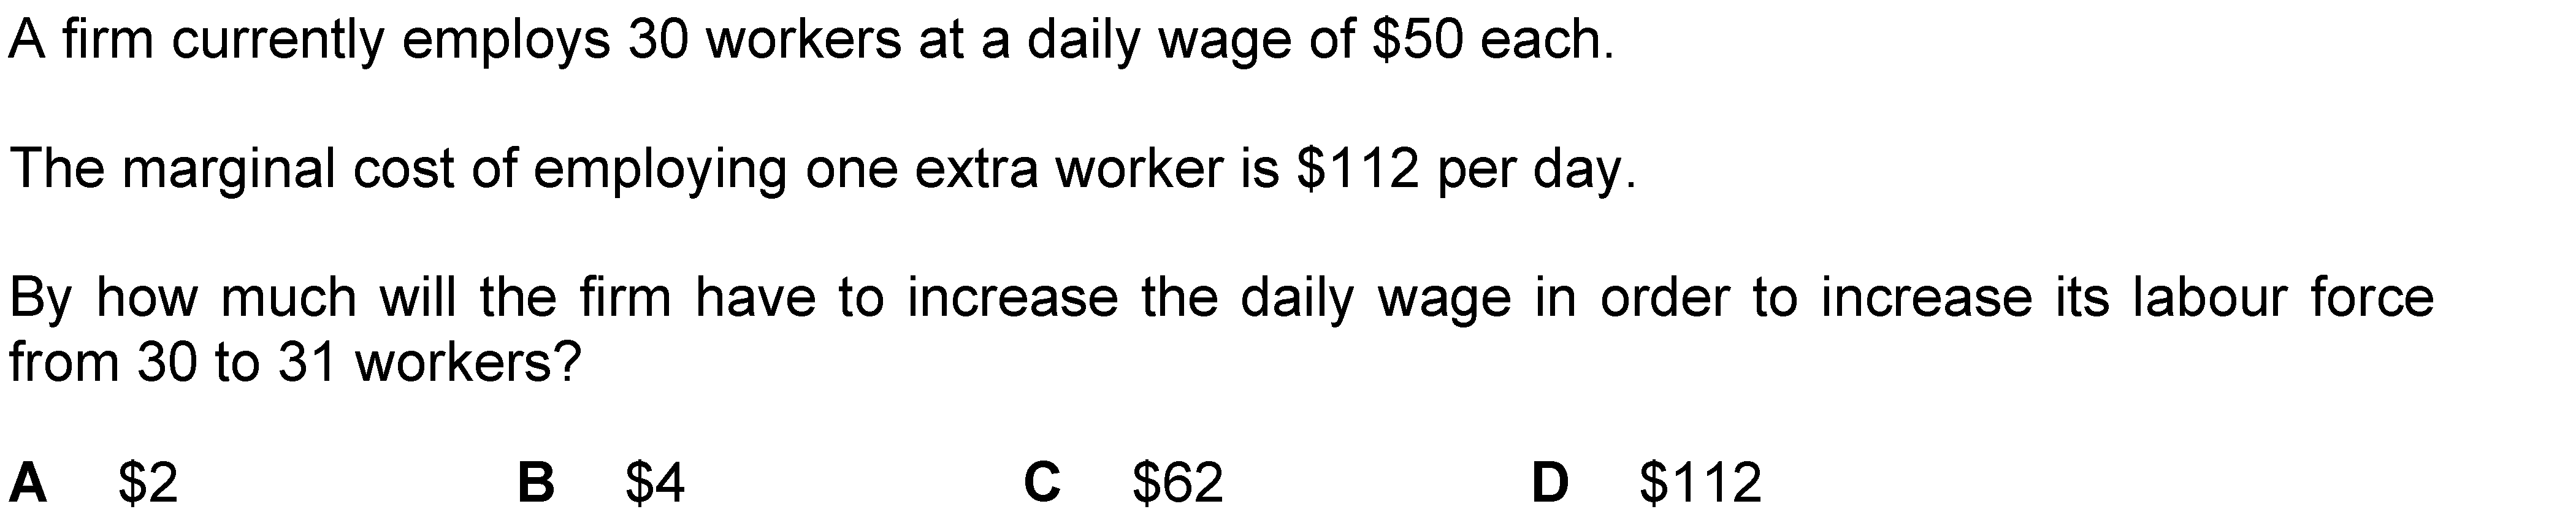 A firm currently employs 30 workers at a daily wage of $50 each.
The marginal cost of employing one extra worker is $112 per day.
By how much will the firm have to increase the daily wage in order to increase its labour force
from 30 to 31 workers?
A $2 B $4 C $62 D $112